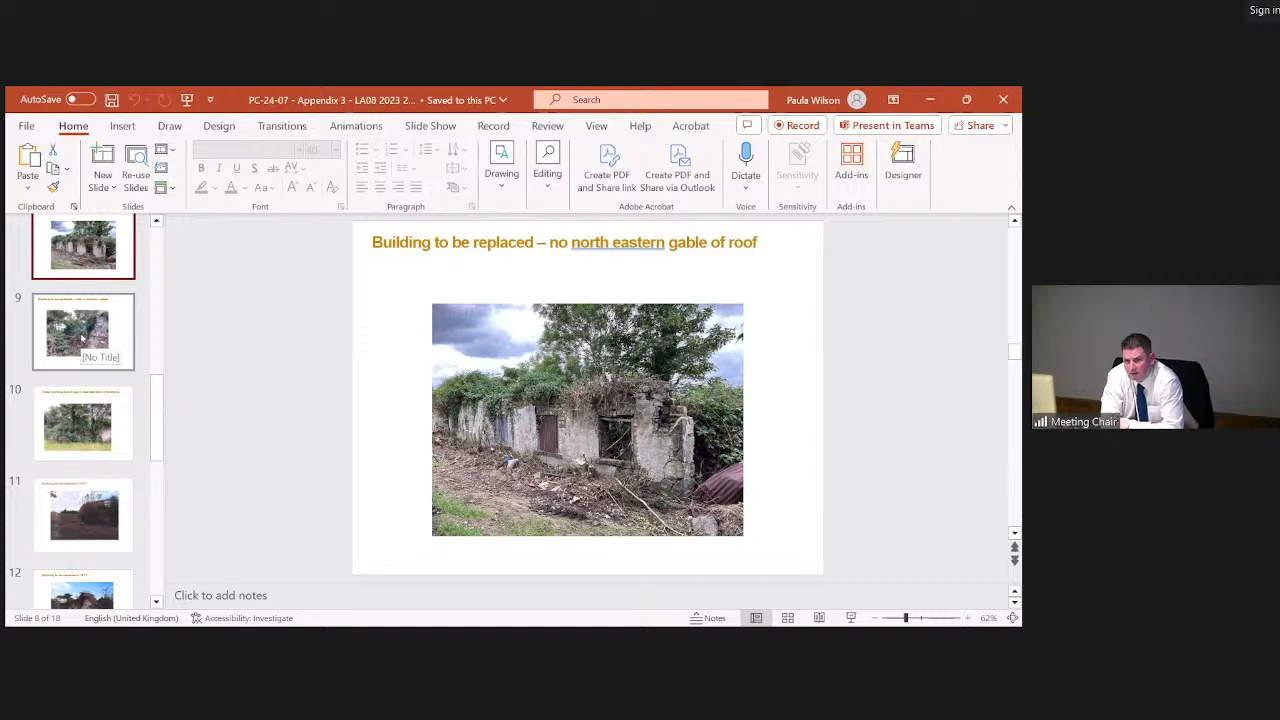 Sign in
AutoSave
PC-24-07 - Appendix 3 - LA08 2023 2... • Saved to this PC
Search
Paula Wilson
File Home Insert Draw Design Transitions Animations Slide Show Record Review View Help Acrobat
Record
Present in Teams
Share
Paste
New Slides
Re-use Slides
40
B I U S ab AV
A Aa A A
Drawing
Editing
Create PDF and Share link
Create PDF and Share via Outlook
Dictate
Sensitivity
Add-ins
Designer
Clipboard Slides Font Paragraph Adobe Acrobat Voice Sensitivity Add-ins
Building to be replaced – no north eastern gable of roof
9
[No Title]
10
11
12
Meeting Chair
Click to add notes
Slide 8 of 18 English (United Kingdom) Accessibility: Investigate Notes 62%